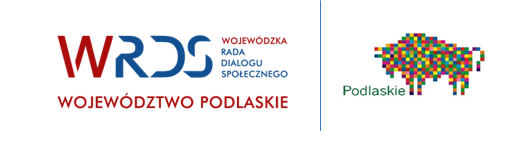 WRDS
WOJEWÓDZKA
RADA
DIALOGU
SPOŁECZNEGO
WOJEWÓDZTWO PODLASKIE
Podlaskie